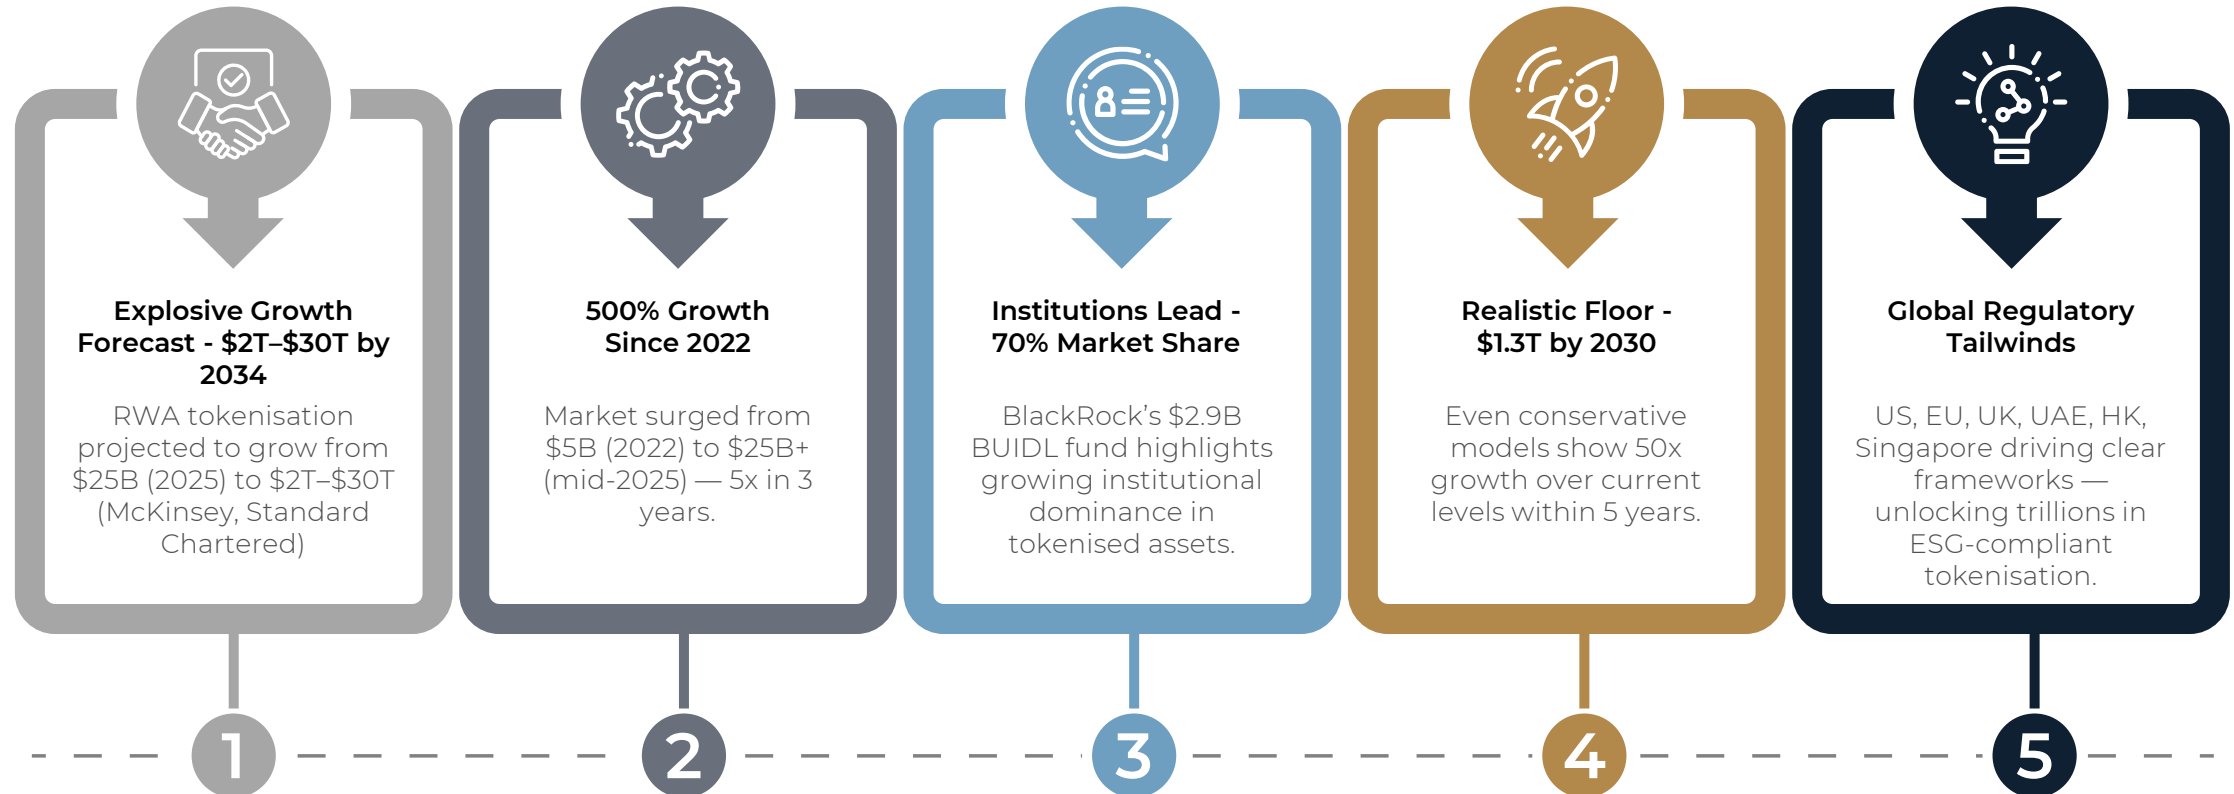 Explosive Growth
Forecast - $2T–$30T by
2034
RWA tokenisation
projected to grow from
$25B (2025) to $2T–$30T
(McKinsey, Standard
Chartered)
500% Growth
Since 2022
Market surged from
$5B (2022) to $25B+
(mid-2025) — 5x in 3
years.
Institutions Lead -
70% Market Share
BlackRock’s $2.9B
BUIDL fund highlights
growing institutional
dominance in
tokenised assets.
Realistic Floor -
$1.3T by 2030
Even conservative
models show 50x
growth over current
levels within 5 years.
Global Regulatory
Tailwinds
US, EU, UK, UAE, HK,
Singapore driving clear
frameworks —
unlocking trillions in
ESG-compliant
tokenisation.
1
2
3
4
5